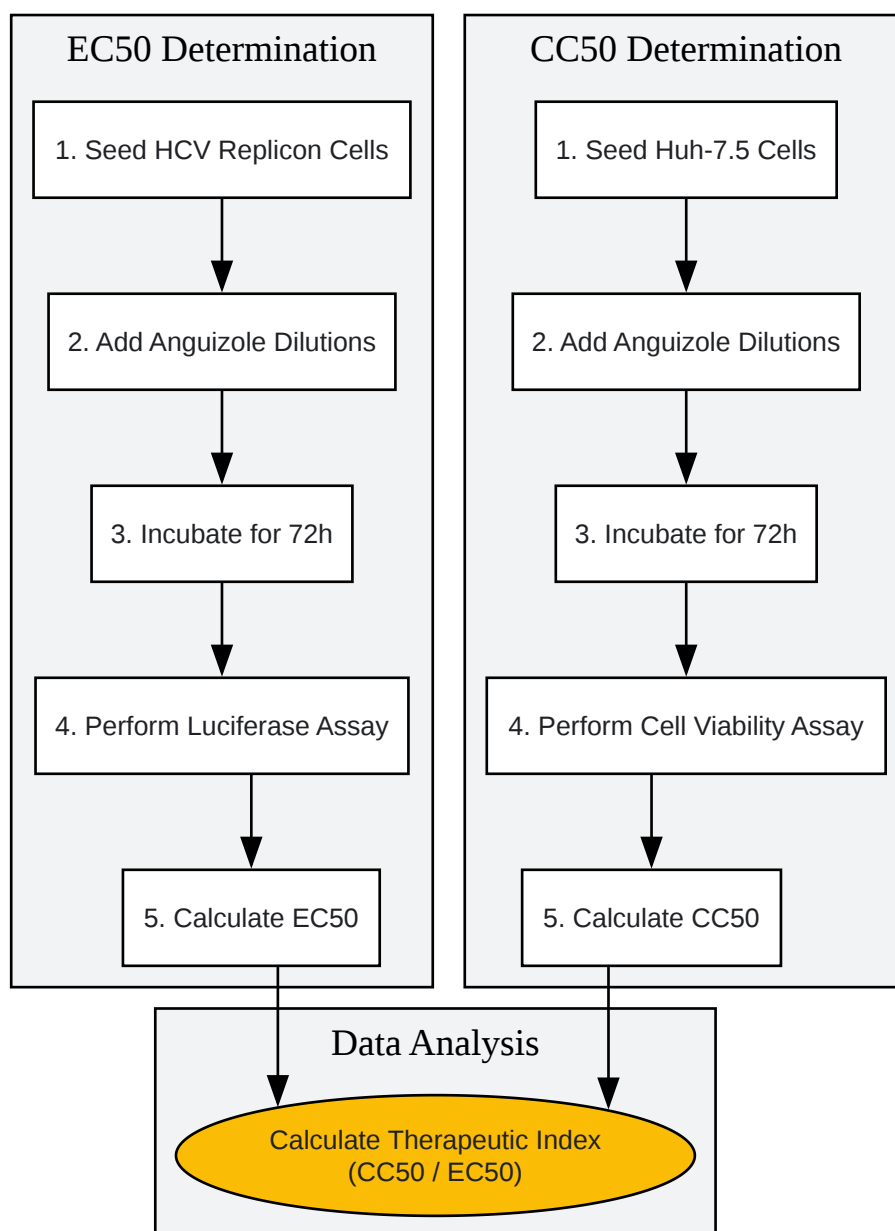 EC50 Determination
1. Seed HCV Replicon Cells
2. Add Anguizole Dilutions
3. Incubate for 72h
4. Perform Luciferase Assay
5. Calculate EC50
CC50 Determination
1. Seed Huh-7.5 Cells
2. Add Anguizole Dilutions
3. Incubate for 72h
4. Perform Cell Viability Assay
5. Calculate CC50
Data Analysis
Calculate Therapeutic Index
(CC50 / EC50)